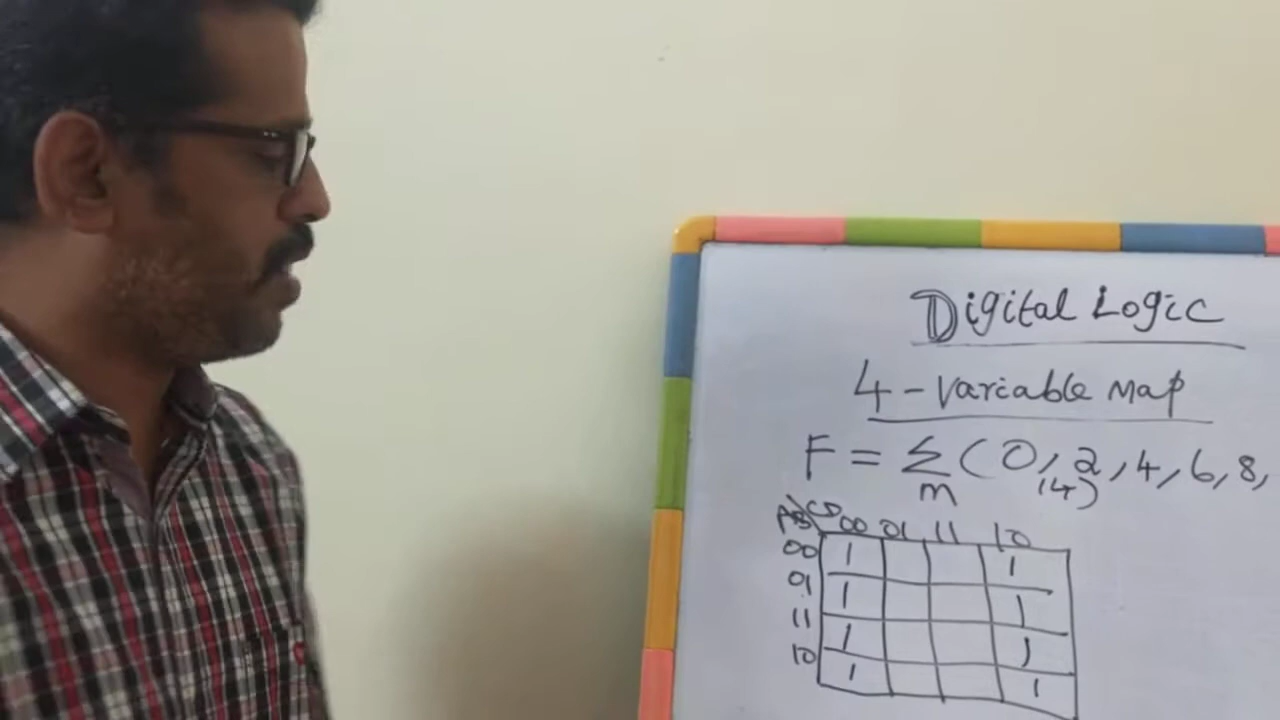 Digital Logic
4-variable map
F = Σ ( 0, 2, 4, 6, 8,
m 14)
AB CD 00 01 11 10
00 1 1
01 1 1
11 1 1
10 1 1